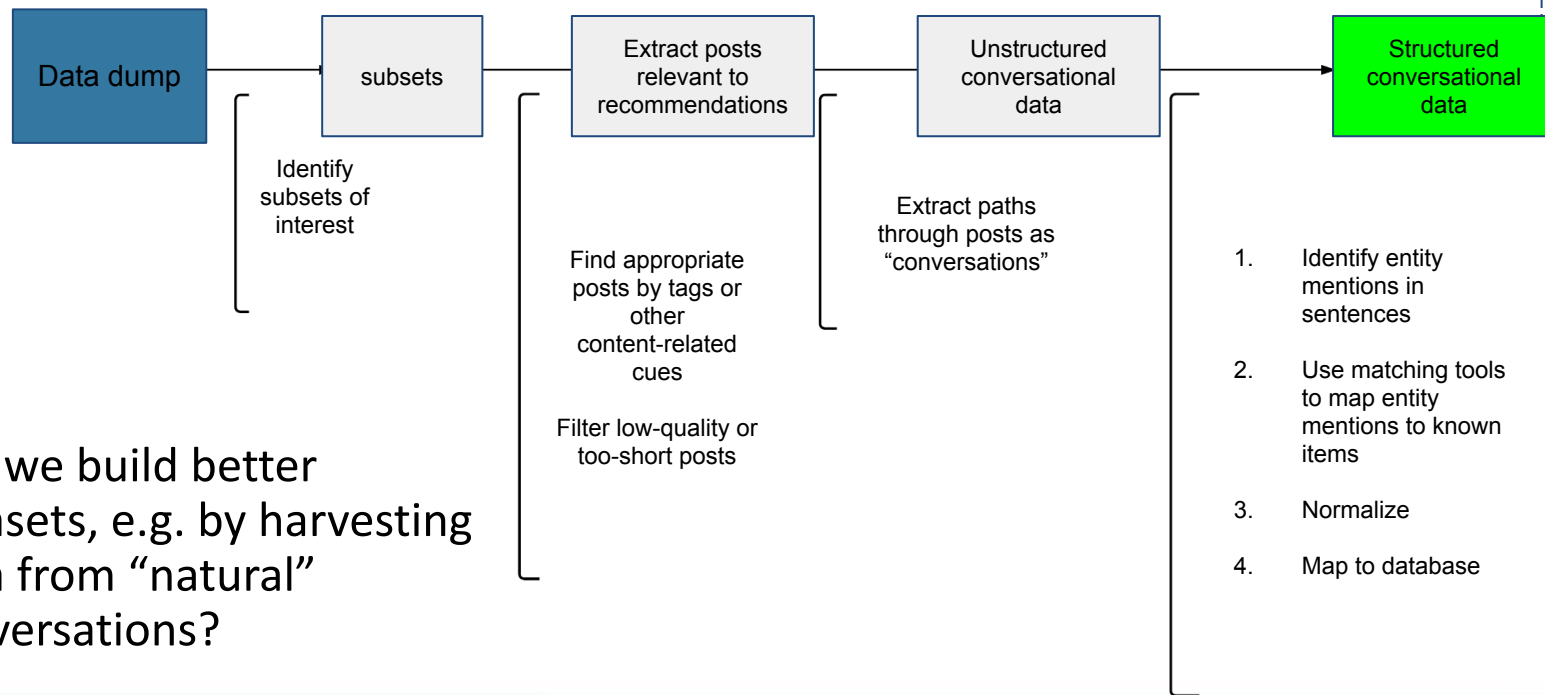 Data dump
subsets
Extract posts
relevant to
recommendations
Unstructured
conversational
data
Structured
conversational
data
Identify
subsets of
interest
Find appropriate
posts by tags or
other
content-related
cues
Filter low-quality or
too-short posts
Extract paths
through posts as
“conversations”
1. Identify entity
mentions in
sentences
2. Use matching tools
to map entity
mentions to known
items
3. Normalize
4. Map to database
we build better
sets, e.g. by harvesting
from “natural”
versations?